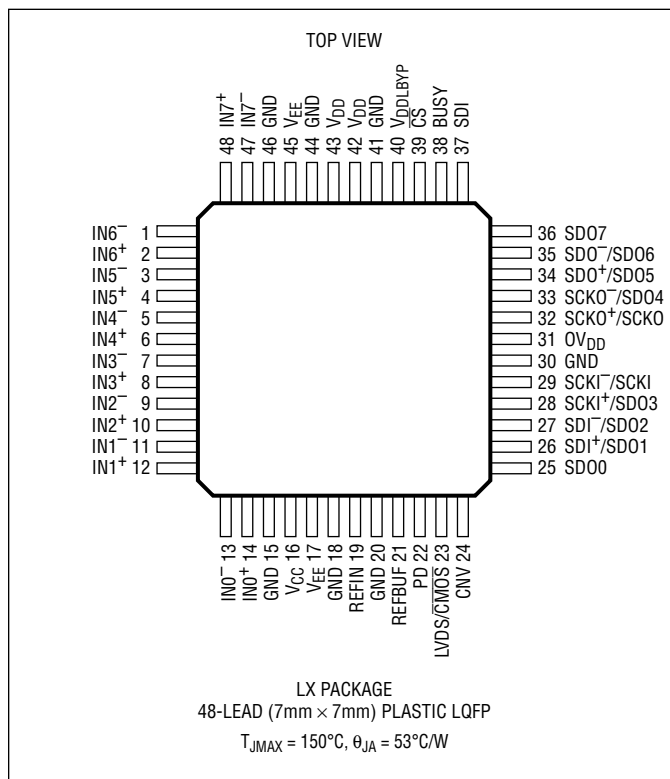 TOP VIEW
48 IN7+
47 IN7−
46 GND
45 VEE
44 GND
43 VDD
42 VDD
41 GND
40 VDDLBYP
39 C̅S̅
38 BUSY
37 SDI
IN6− 1
IN6+ 2
IN5− 3
IN5+ 4
IN4− 5
IN4+ 6
IN3− 7
IN3+ 8
IN2− 9
IN2+ 10
IN1− 11
IN1+ 12
36 SDO7
35 SDO−/SDO6
34 SDO+/SDO5
33 SCKO−/SDO4
32 SCKO+/SCKO
31 OVDD
30 GND
29 SCKI−/SCKI
28 SCKI+/SDO3
27 SDI−/SDO2
26 SDI+/SDO1
25 SDO0
IN0− 13
IN0+ 14
GND 15
VCC 16
VEE 17
GND 18
REFIN 19
GND 20
REFBUF 21
PD 22
LVDS/C̅M̅O̅S̅ 23
CNV 24
LX PACKAGE
48-LEAD (7mm × 7mm) PLASTIC LQFP
TJMAX = 150°C, θJA = 53°C/W